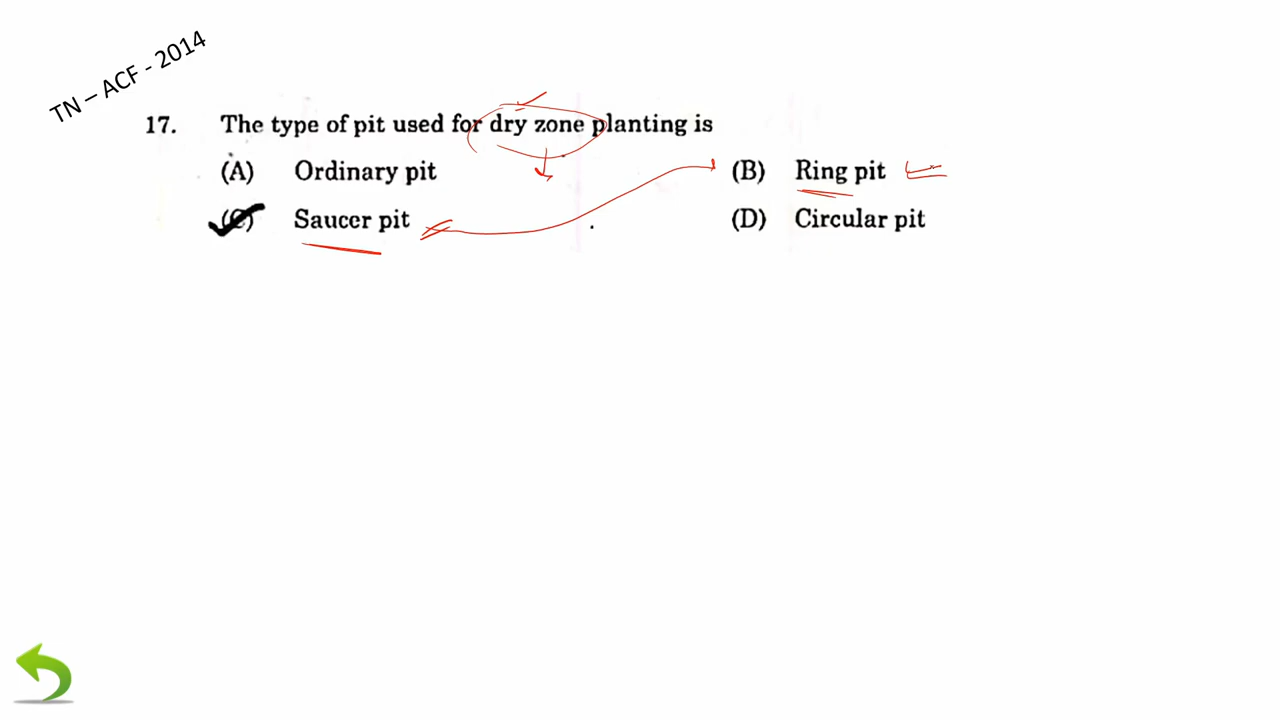 TN – ACF - 2014
17. The type of pit used for dry zone planting is
(A) Ordinary pit (B) Ring pit
(C) Saucer pit (D) Circular pit